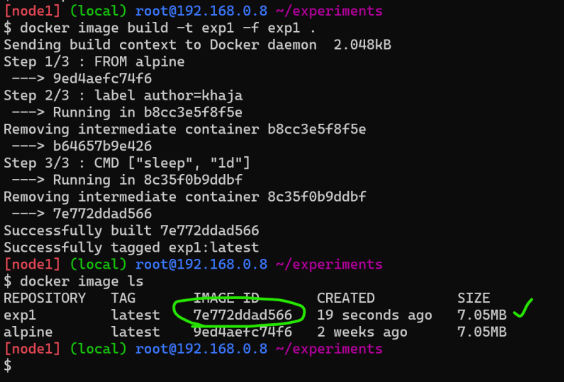 [node1] (local) root@192.168.0.8 ~/experiments
$ docker image build -t exp1 -f exp1 .
Sending build context to Docker daemon  2.048kB
Step 1/3 : FROM alpine
 ---> 9ed4aefc74f6
Step 2/3 : label author=khaja
 ---> Running in b8cc3e5f8f5e
Removing intermediate container b8cc3e5f8f5e
 ---> b64657b9e426
Step 3/3 : CMD ["sleep", "1d"]
 ---> Running in 8c35f0b9ddbf
Removing intermediate container 8c35f0b9ddbf
 ---> 7e772ddad566
Successfully built 7e772ddad566
Successfully tagged exp1:latest
[node1] (local) root@192.168.0.8 ~/experiments
$ docker image ls
REPOSITORY   TAG       IMAGE ID       CREATED          SIZE
exp1         latest    7e772ddad566   19 seconds ago   7.05MB
alpine       latest    9ed4aefc74f6   2 weeks ago      7.05MB
[node1] (local) root@192.168.0.8 ~/experiments
$